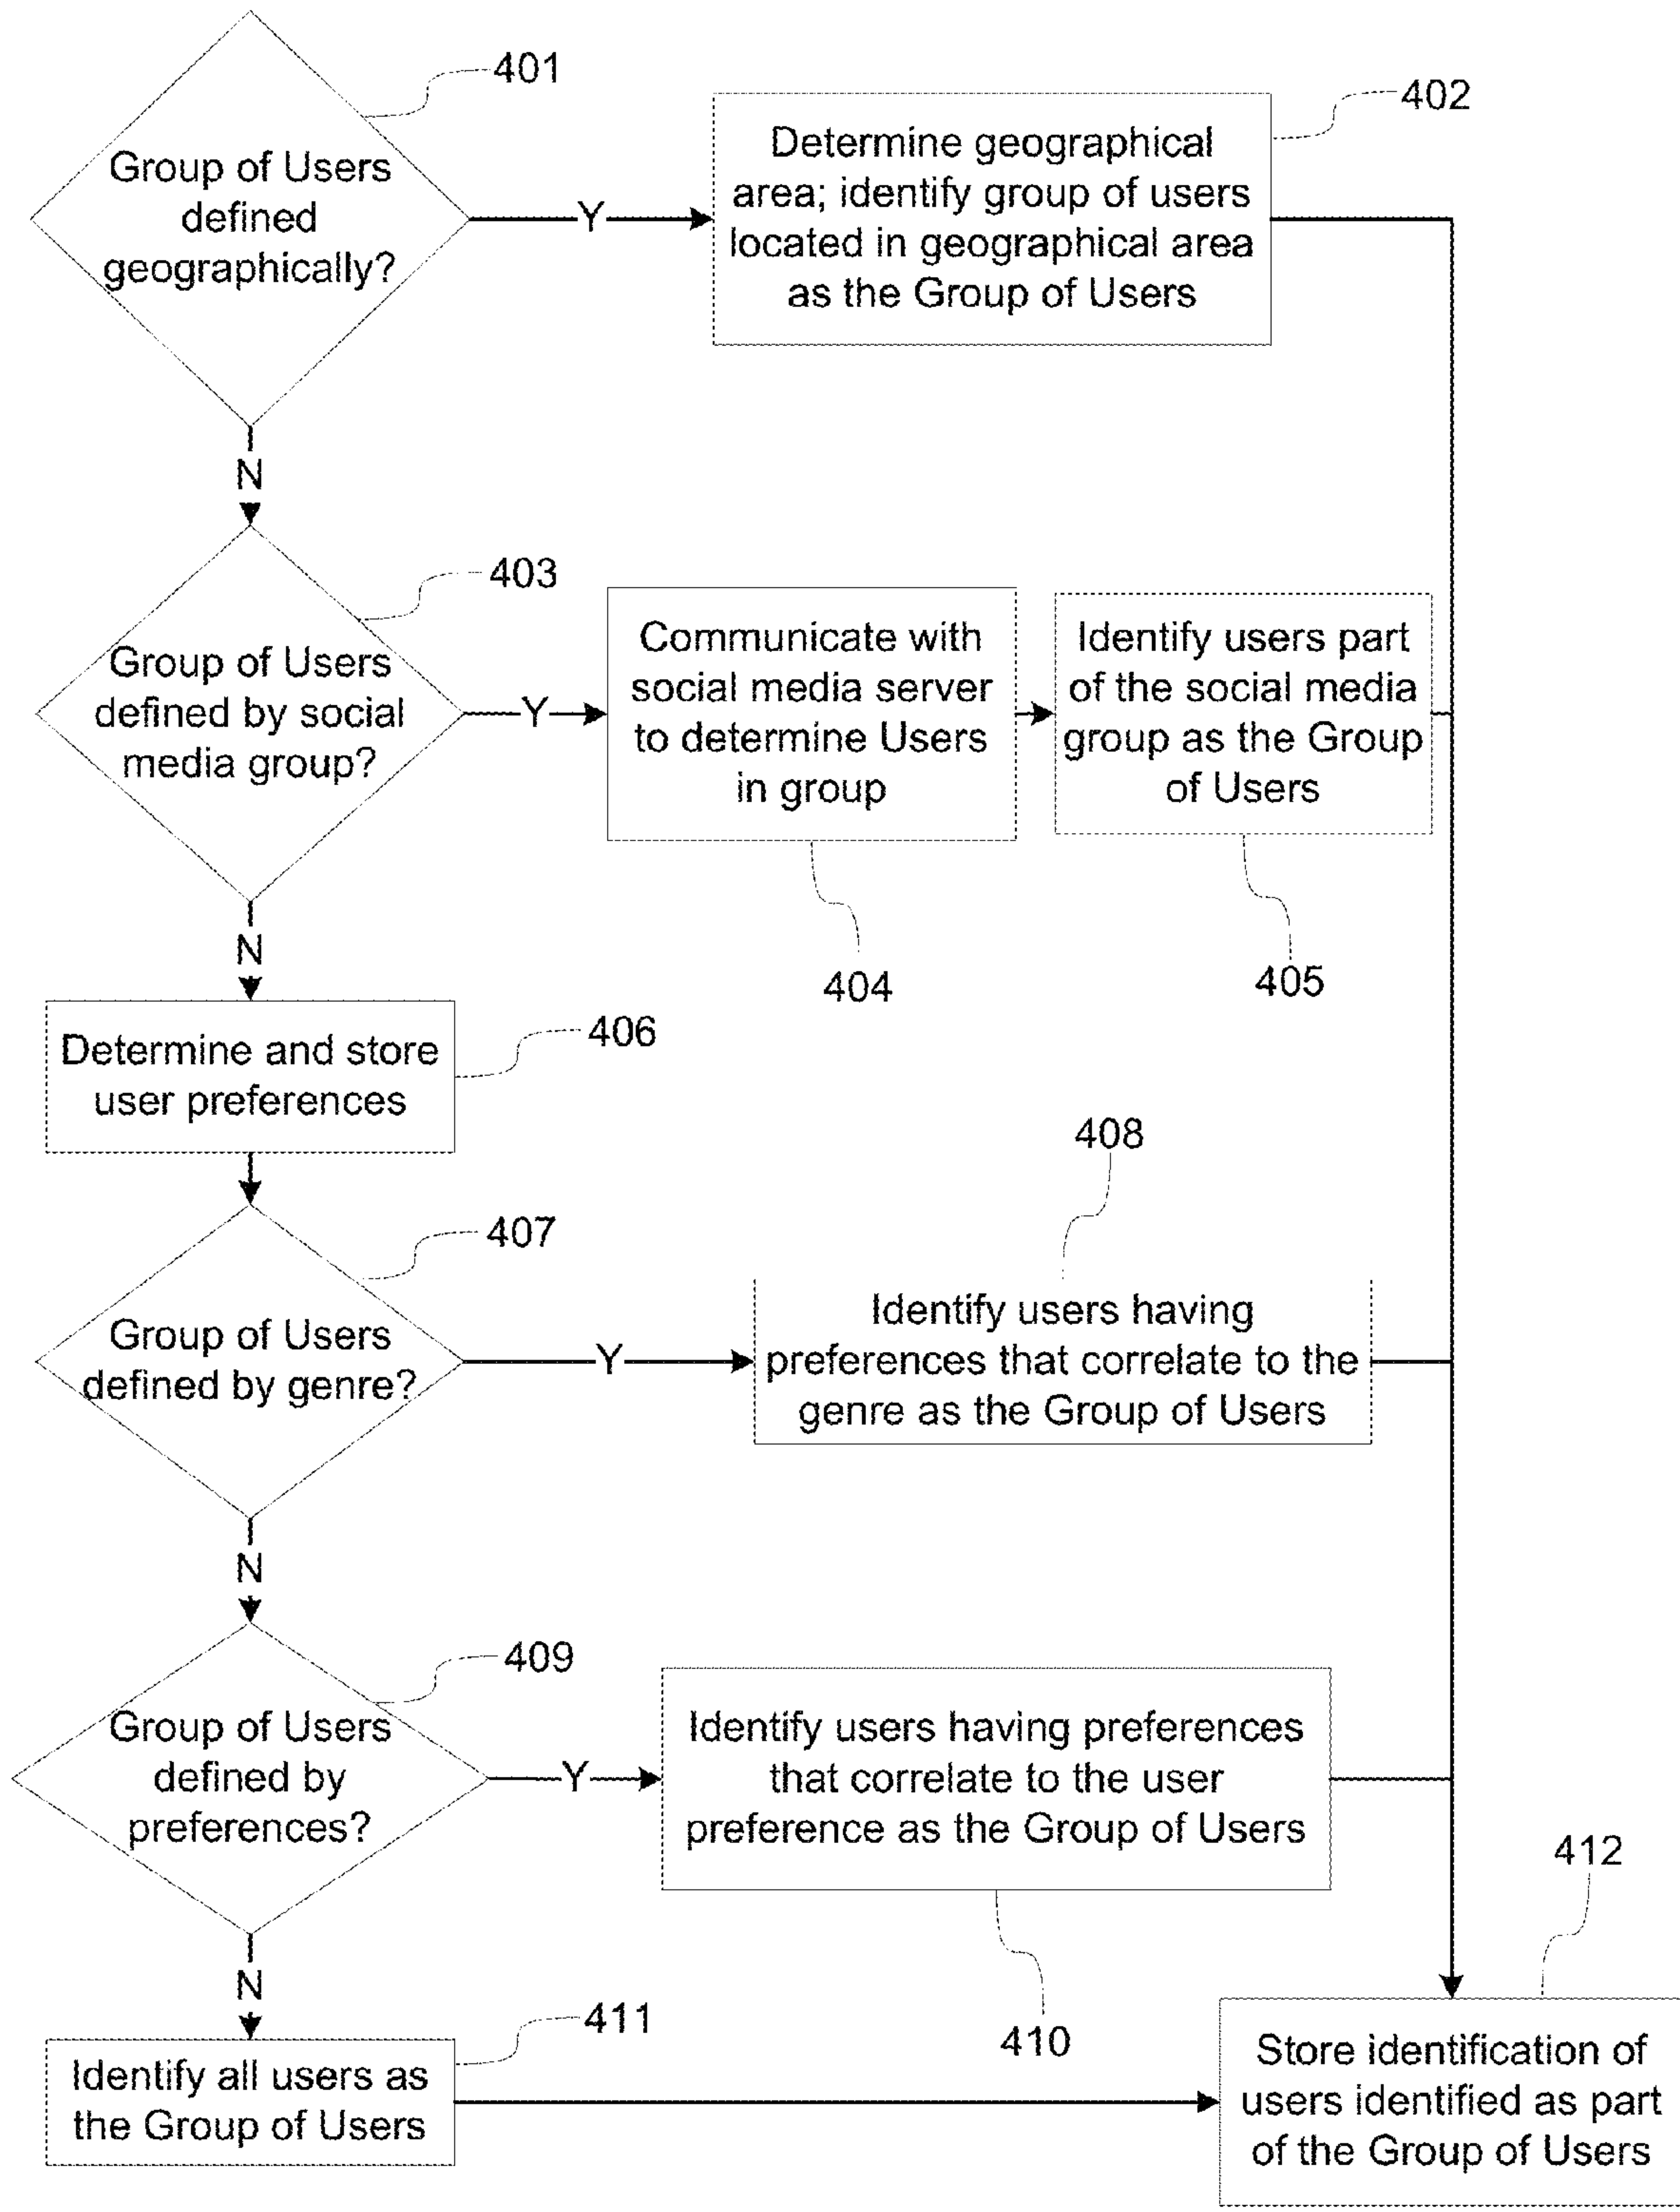 401
Group of Users
defined
geographically?
Y
402
Determine geographical
area; identify group of users
located in geographical area
as the Group of Users
N
403
Group of Users
defined by social
media group?
Y
Communicate with
social media server
to determine Users
in group
404
Identify users part
of the social media
group as the Group
of Users
405
N
Determine and store
user preferences
406
407
Group of Users
defined by genre?
Y
408
Identify users having
preferences that correlate to the
genre as the Group of Users
N
409
Group of Users
defined by
preferences?
Y
Identify users having preferences
that correlate to the user
preference as the Group of Users
410
N
411
Identify all users as
the Group of Users
412
Store identification of
users identified as part
of the Group of Users